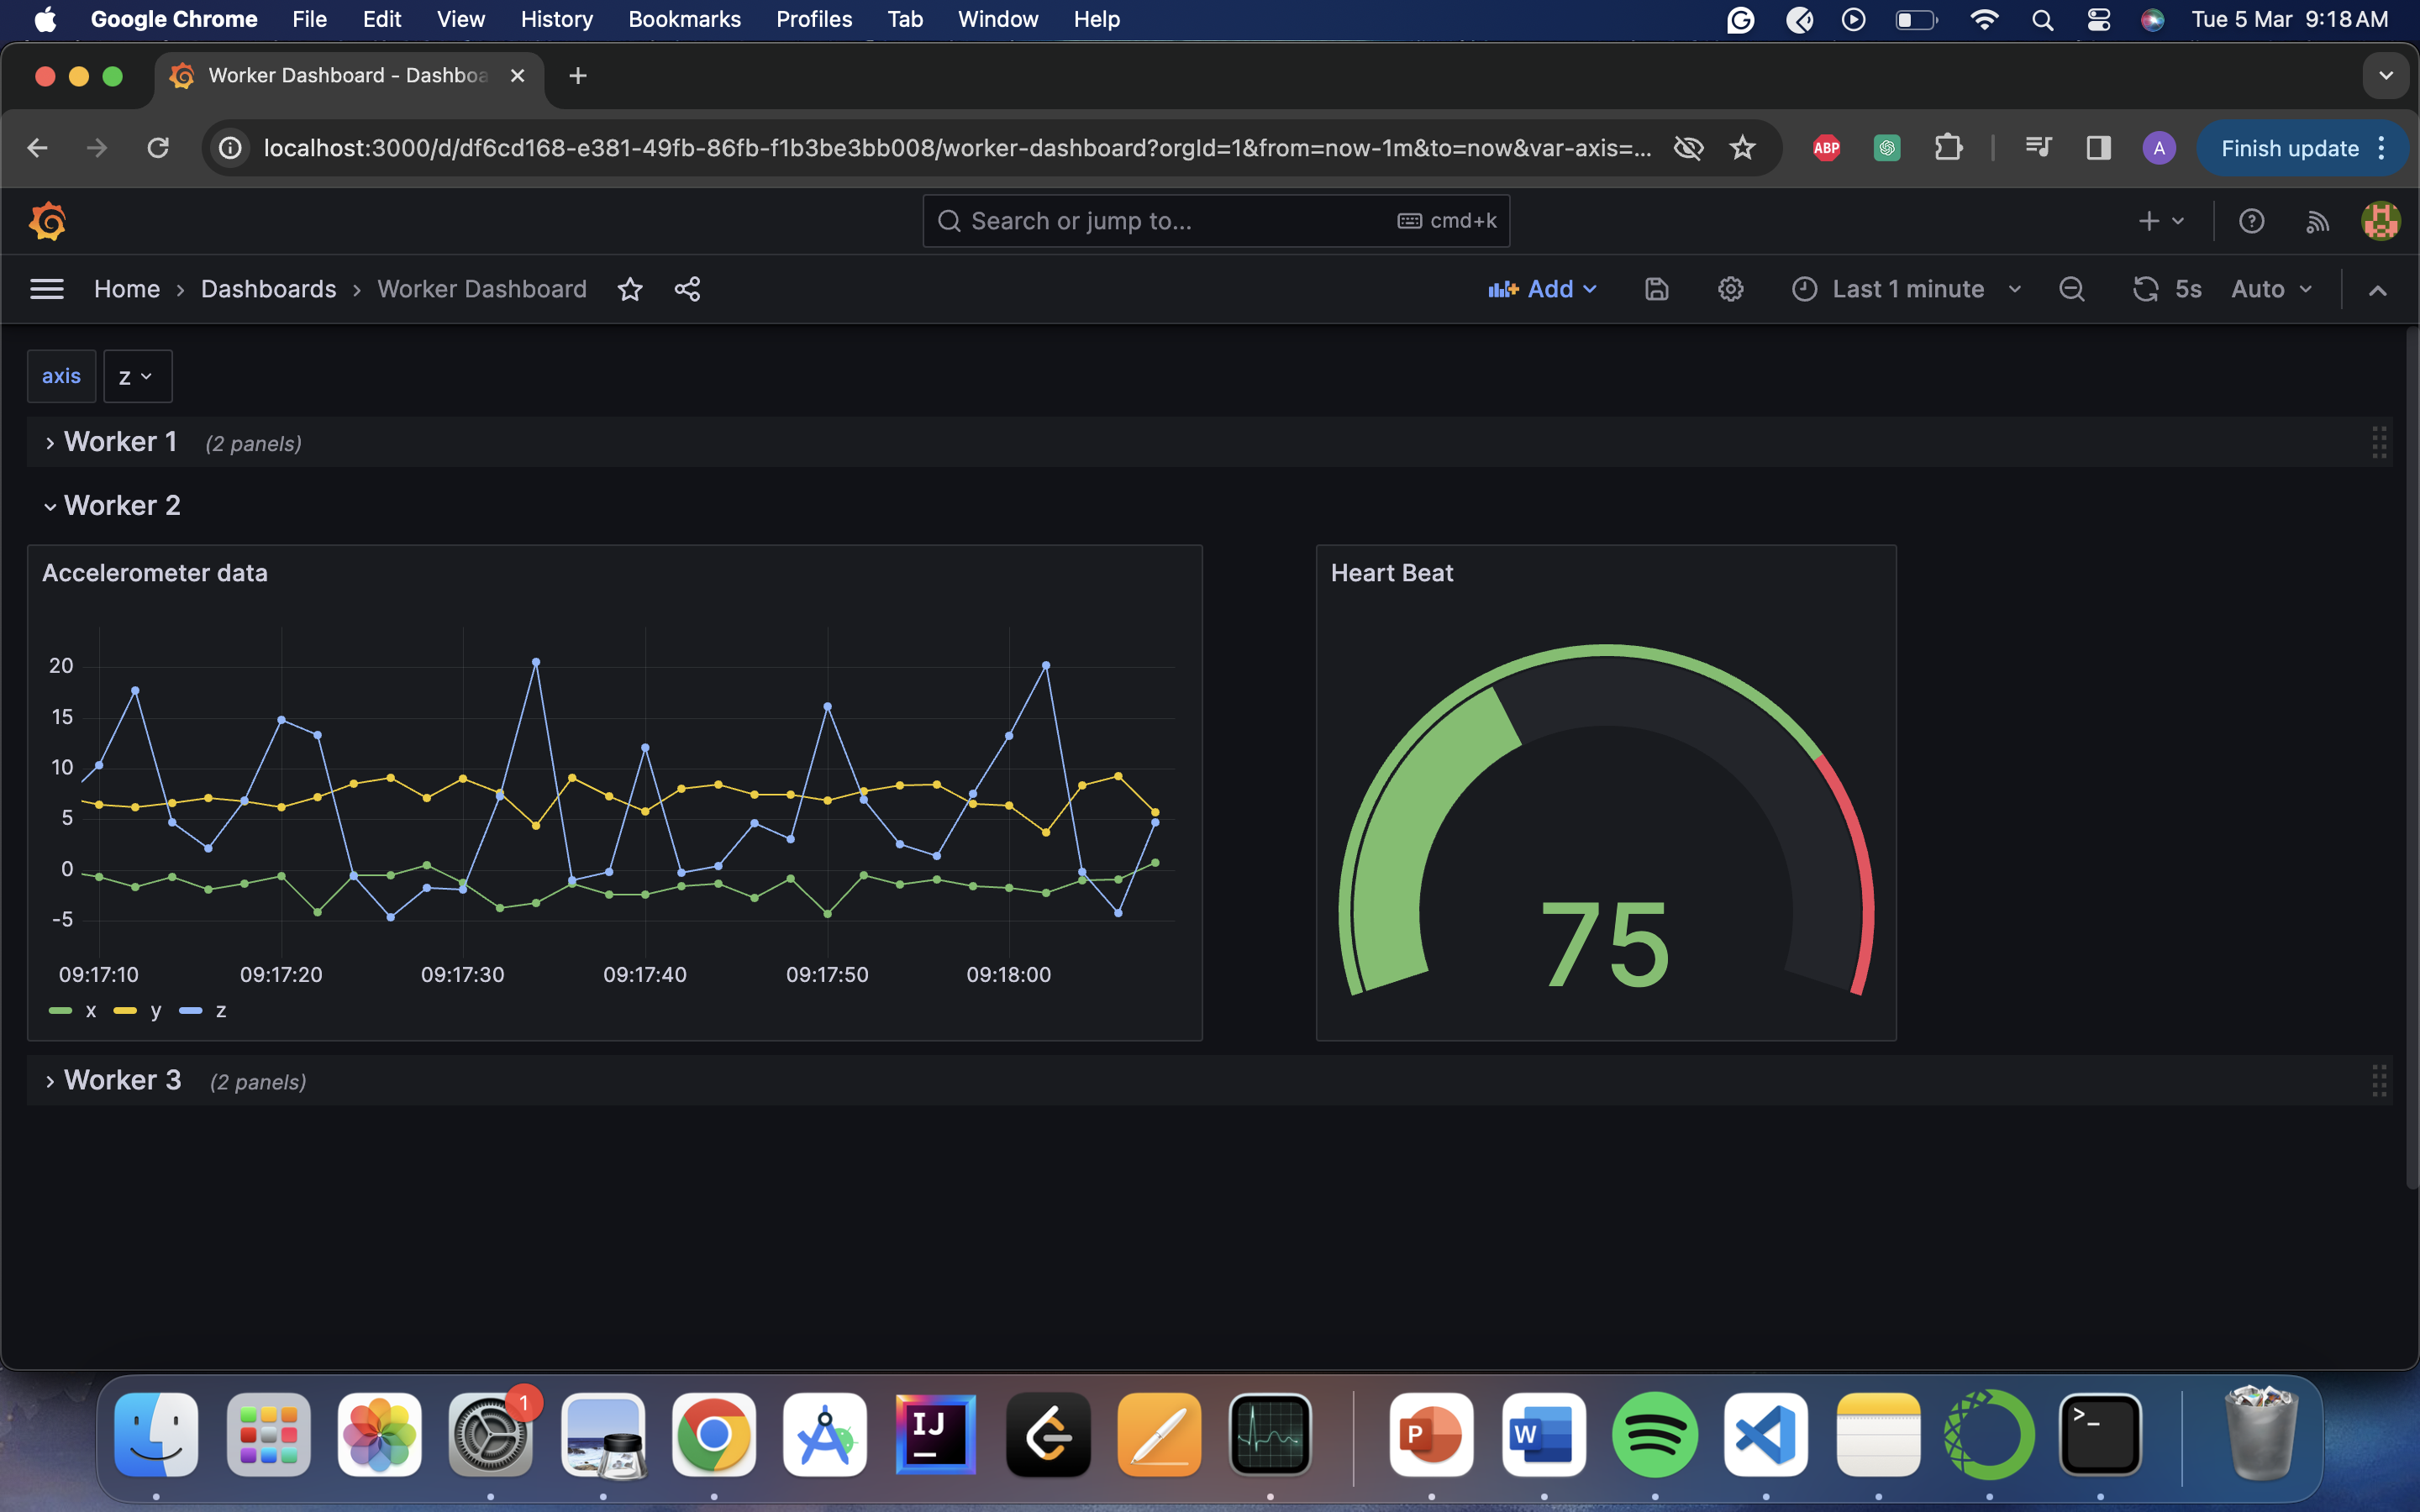 Google Chrome File Edit View History Bookmarks Profiles Tab Window Help Tue 5 Mar 9:18 AM
Worker Dashboard - Dashboa
localhost:3000/d/df6cd168-e381-49fb-86fb-f1b3be3bb008/worker-dashboard?orgId=1&from=now-1m&to=now&var-axis=... ABP A Finish update
Search or jump to... cmd+k
Home › Dashboards › Worker Dashboard Add Last 1 minute 5s Auto
axis z
Worker 1 (2 panels)
Worker 2
Accelerometer data
20
15
10
5
0
-5
09:17:10 09:17:20 09:17:30 09:17:40 09:17:50 09:18:00
x y z
Heart Beat
75
Worker 3 (2 panels)
1 IJ P W >_